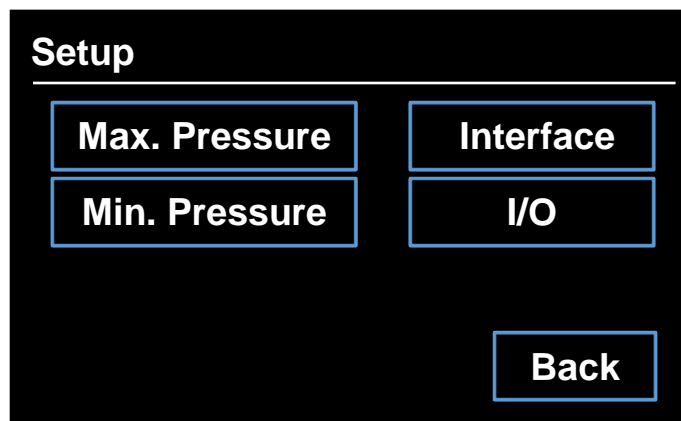 Setup
Max. Pressure
Interface
Min. Pressure
I/O
Back